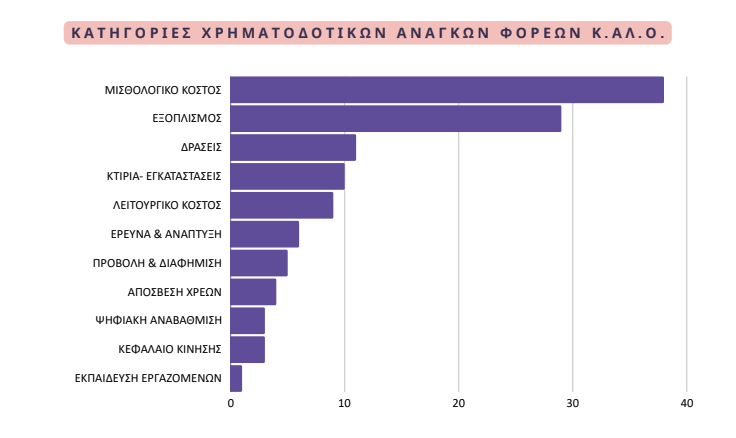 ΚΑΤΗΓΟΡΙΕΣ ΧΡΗΜΑΤΟΔΟΤΙΚΩΝ ΑΝΑΓΚΩΝ ΦΟΡΕΩΝ Κ.ΑΛ.Ο.
ΜΙΣΘΟΛΟΓΙΚΟ ΚΟΣΤΟΣ
ΕΞΟΠΛΙΣΜΟΣ
ΔΡΑΣΕΙΣ
ΚΤΙΡΙΑ- ΕΓΚΑΤΑΣΤΑΣΕΙΣ
ΛΕΙΤΟΥΡΓΙΚΟ ΚΟΣΤΟΣ
ΕΡΕΥΝΑ & ΑΝΑΠΤΥΞΗ
ΠΡΟΒΟΛΗ & ΔΙΑΦΗΜΙΣΗ
ΑΠΟΣΒΕΣΗ ΧΡΕΩΝ
ΨΗΦΙΑΚΗ ΑΝΑΒΑΘΜΙΣΗ
ΚΕΦΑΛΑΙΟ ΚΙΝΗΣΗΣ
ΕΚΠΑΙΔΕΥΣΗ ΕΡΓΑΖΟΜΕΝΩΝ
0 10 20 30 40